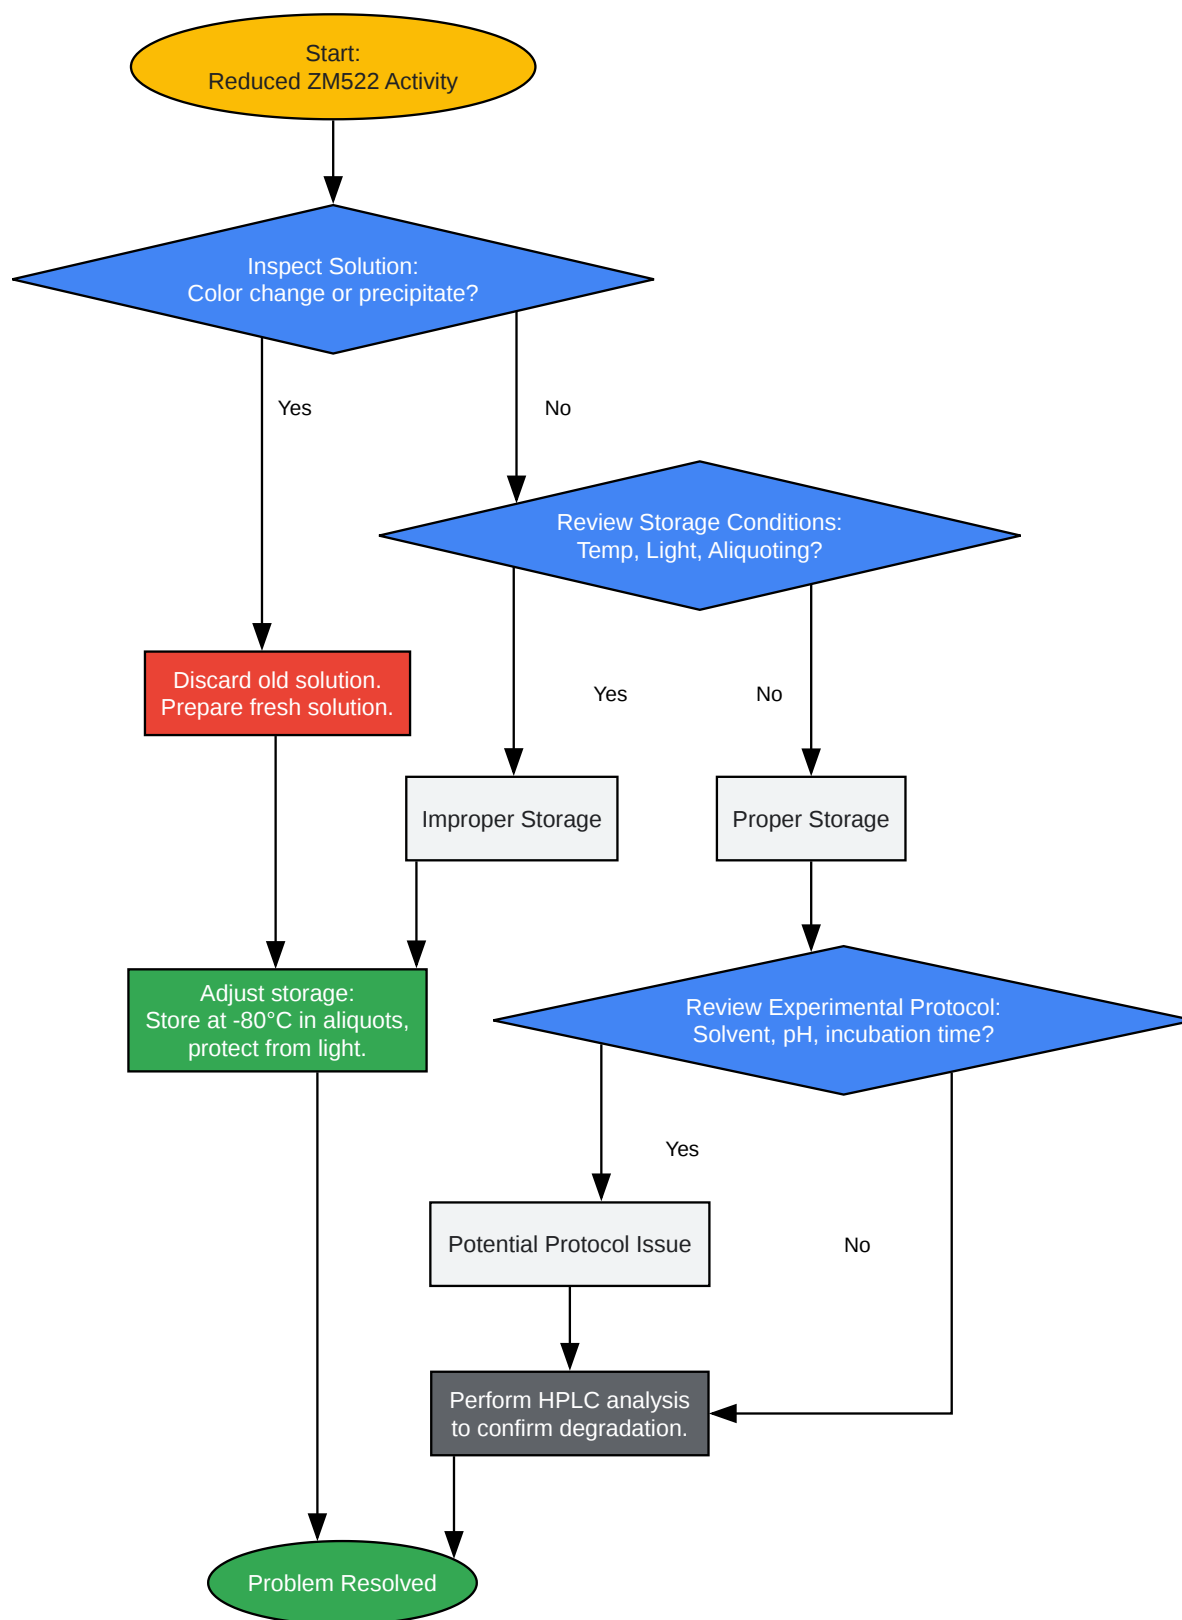 Start:
Reduced ZM522 Activity
Inspect Solution:
Color change or precipitate?
Yes
No
Review Storage Conditions:
Temp, Light, Aliquoting?
Discard old solution.
Prepare fresh solution.
Yes
No
Improper Storage
Proper Storage
Adjust storage:
Store at -80°C in aliquots,
protect from light.
Review Experimental Protocol:
Solvent, pH, incubation time?
Yes
Potential Protocol Issue
No
Perform HPLC analysis
to confirm degradation.
Problem Resolved